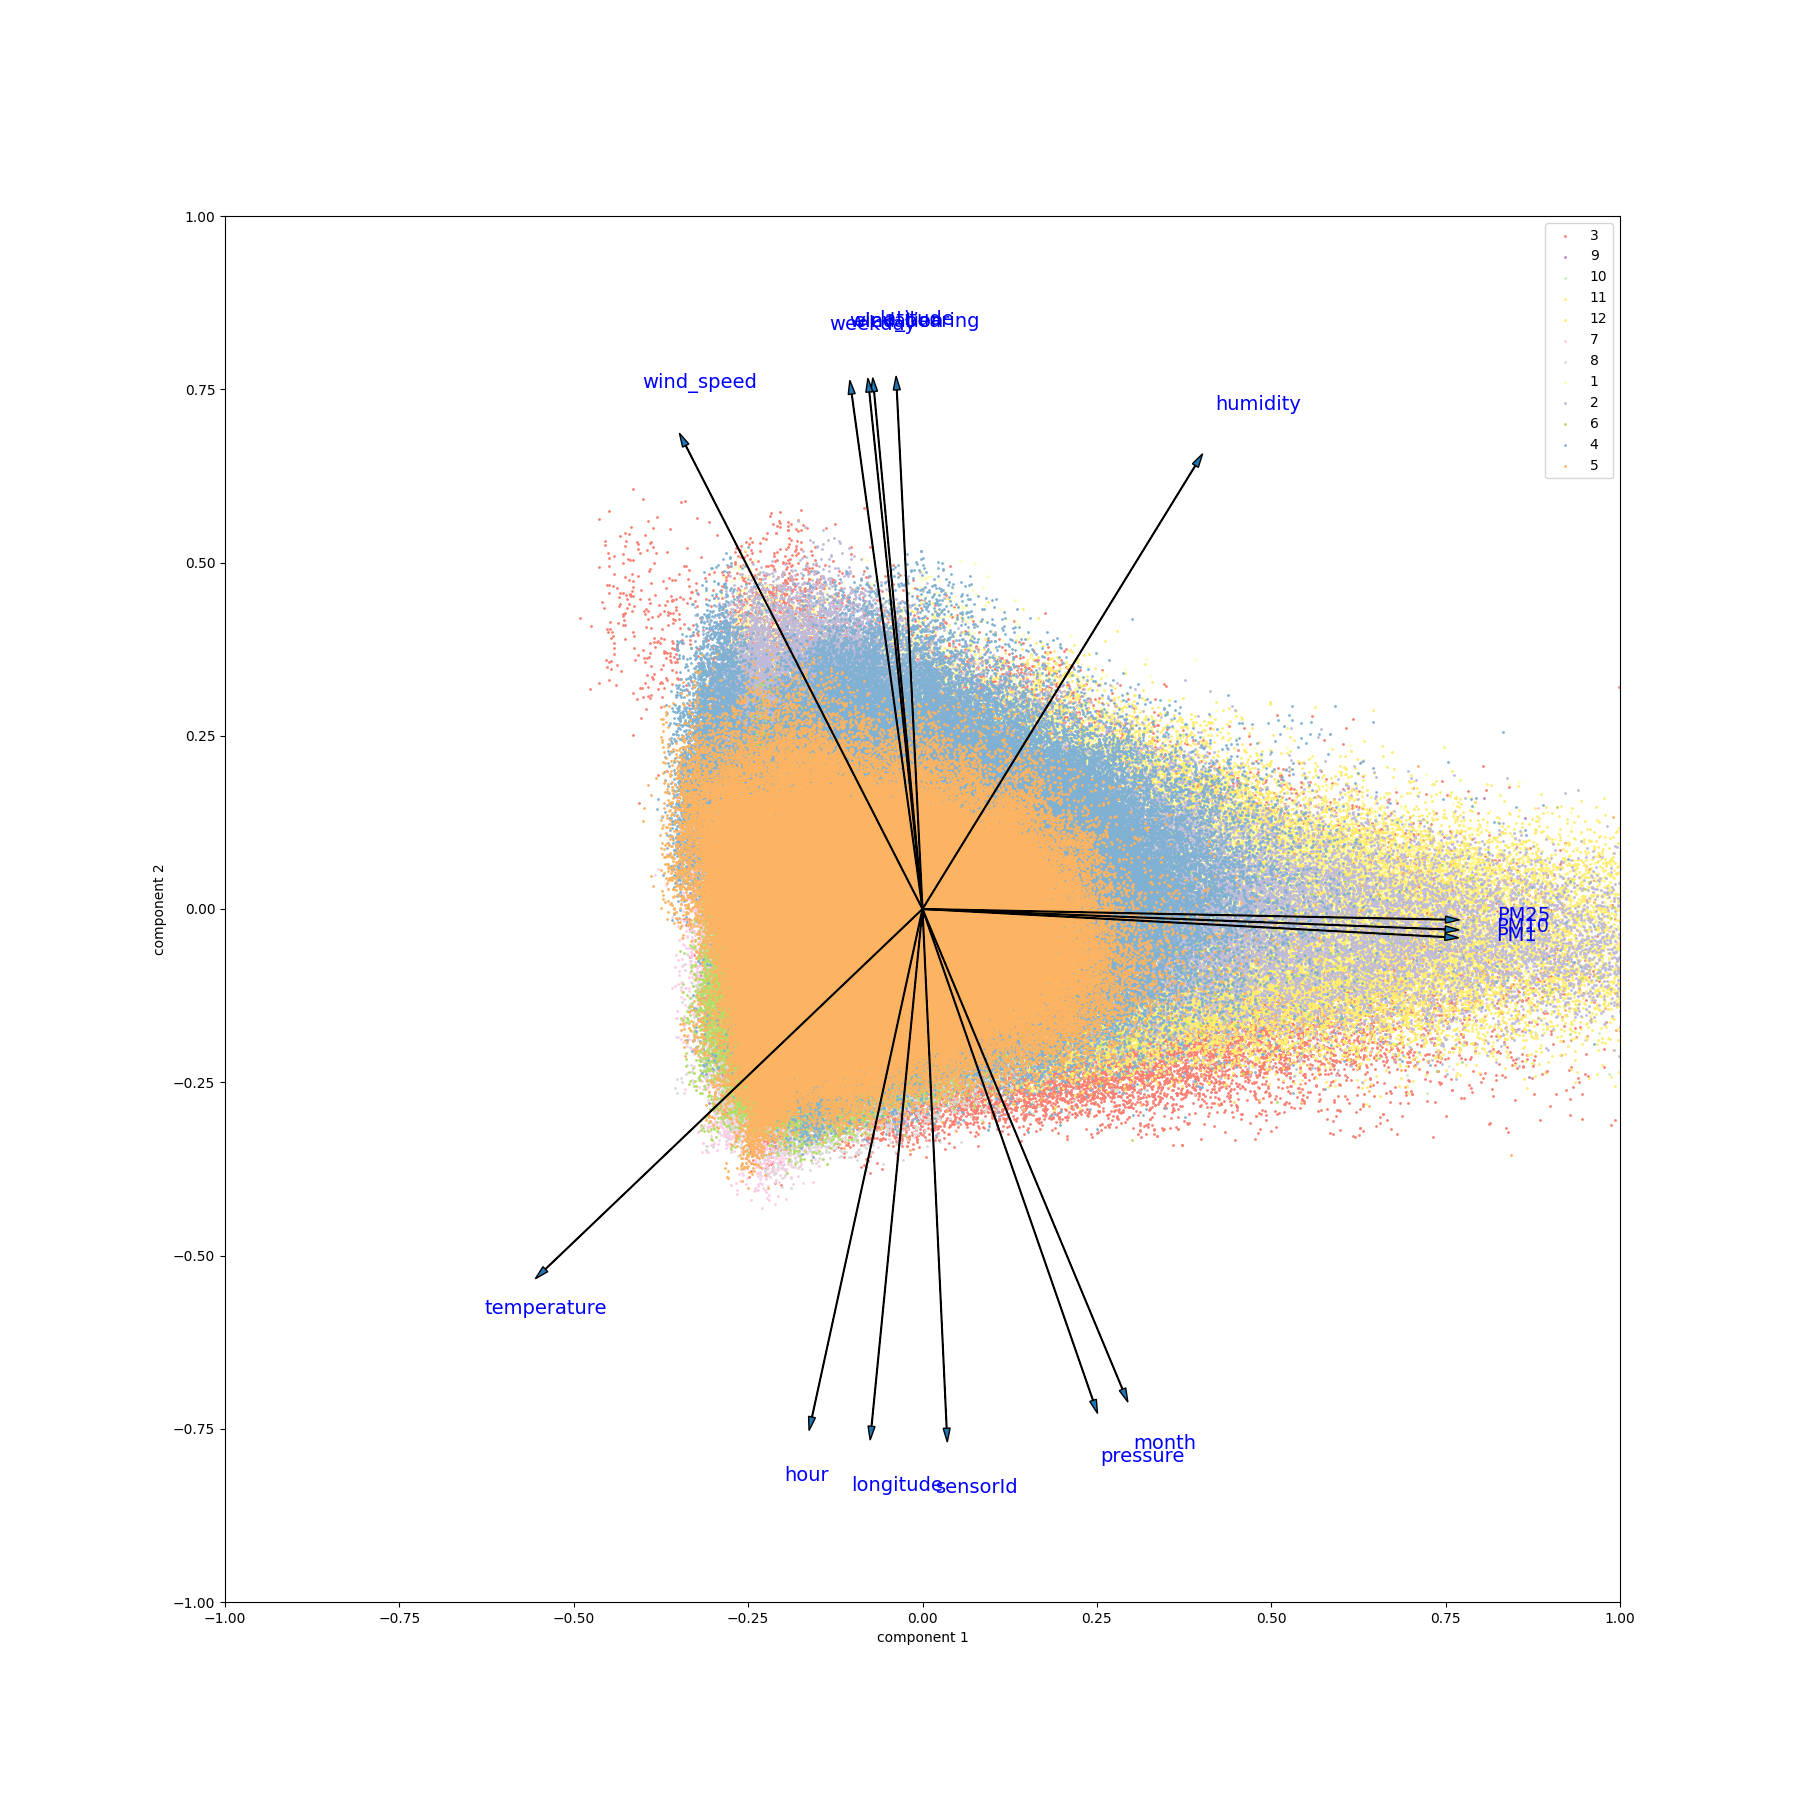 1.00
0.75
0.50
0.25
0.00
−0.25
−0.50
−0.75
−1.00
component 2
−1.00
−0.75
−0.50
−0.25
0.00
0.25
0.50
0.75
1.00
component 1
3
9
10
11
12
7
8
1
2
6
4
5
weekday
wind_speed
humidity
PM25
PM10
PM1
temperature
month
pressure
hour
longitude
sensorId